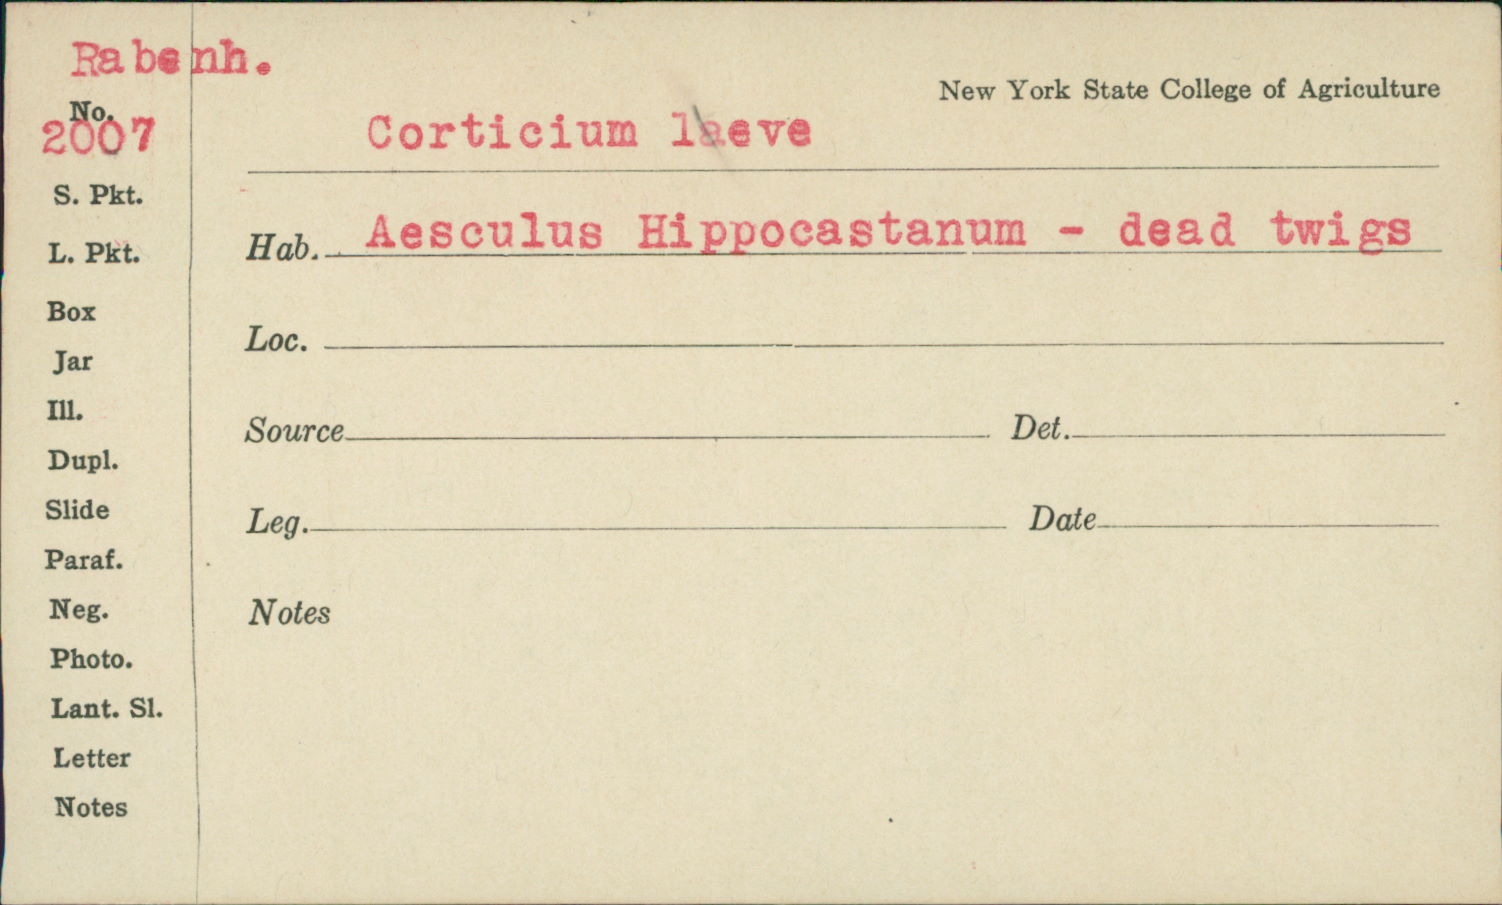 Rabenh.
New York State College of Agriculture
No.
2007
Corticium laeve
S. Pkt.
Hab. Aesculus Hippocastanum - dead twigs
L. Pkt.
Box
Loc.
Jar
Ill.
Source Det.
Dupl.
Slide
Leg. Date
Paraf.
Neg.
Notes
Photo.
Lant. Sl.
Letter
Notes